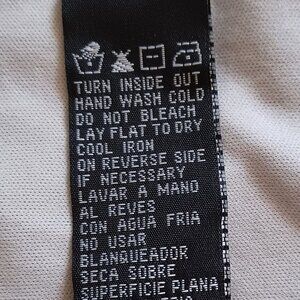 TURN INSIDE OUT
HAND WASH COLD
DO NOT BLEACH
LAY FLAT TO DRY
COOL IRON
ON REVERSE SIDE
IF NECESSARY
LAVAR A MANO
AL REVES
CON AGUA FRIA
NO USAR
BLANQUEADOR
SECA SOBRE
SUPERFICIE PLANA